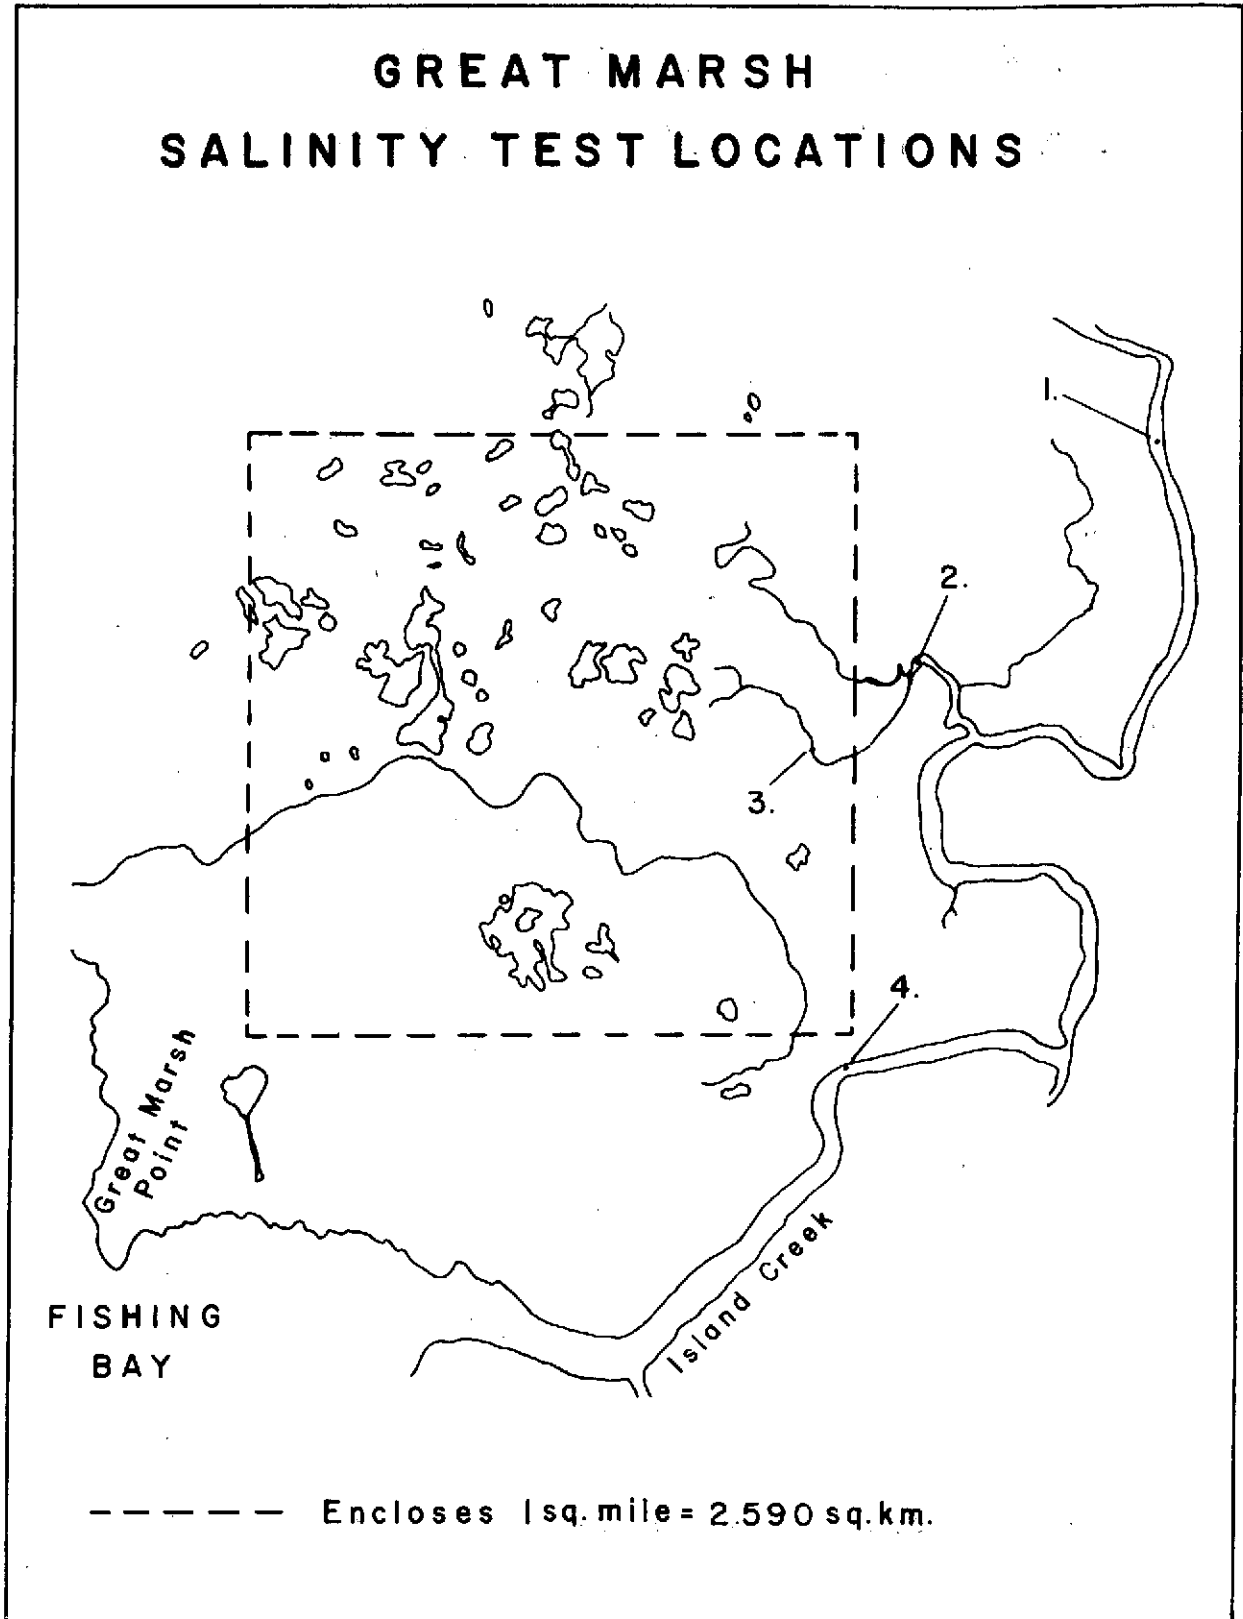 GREAT MARSH
SALINITY TEST LOCATIONS
1.
2.
3.
4.
Great Marsh
Point
Island Creek
FISHING
BAY
Encloses 1 sq. mile = 2.590 sq. km.